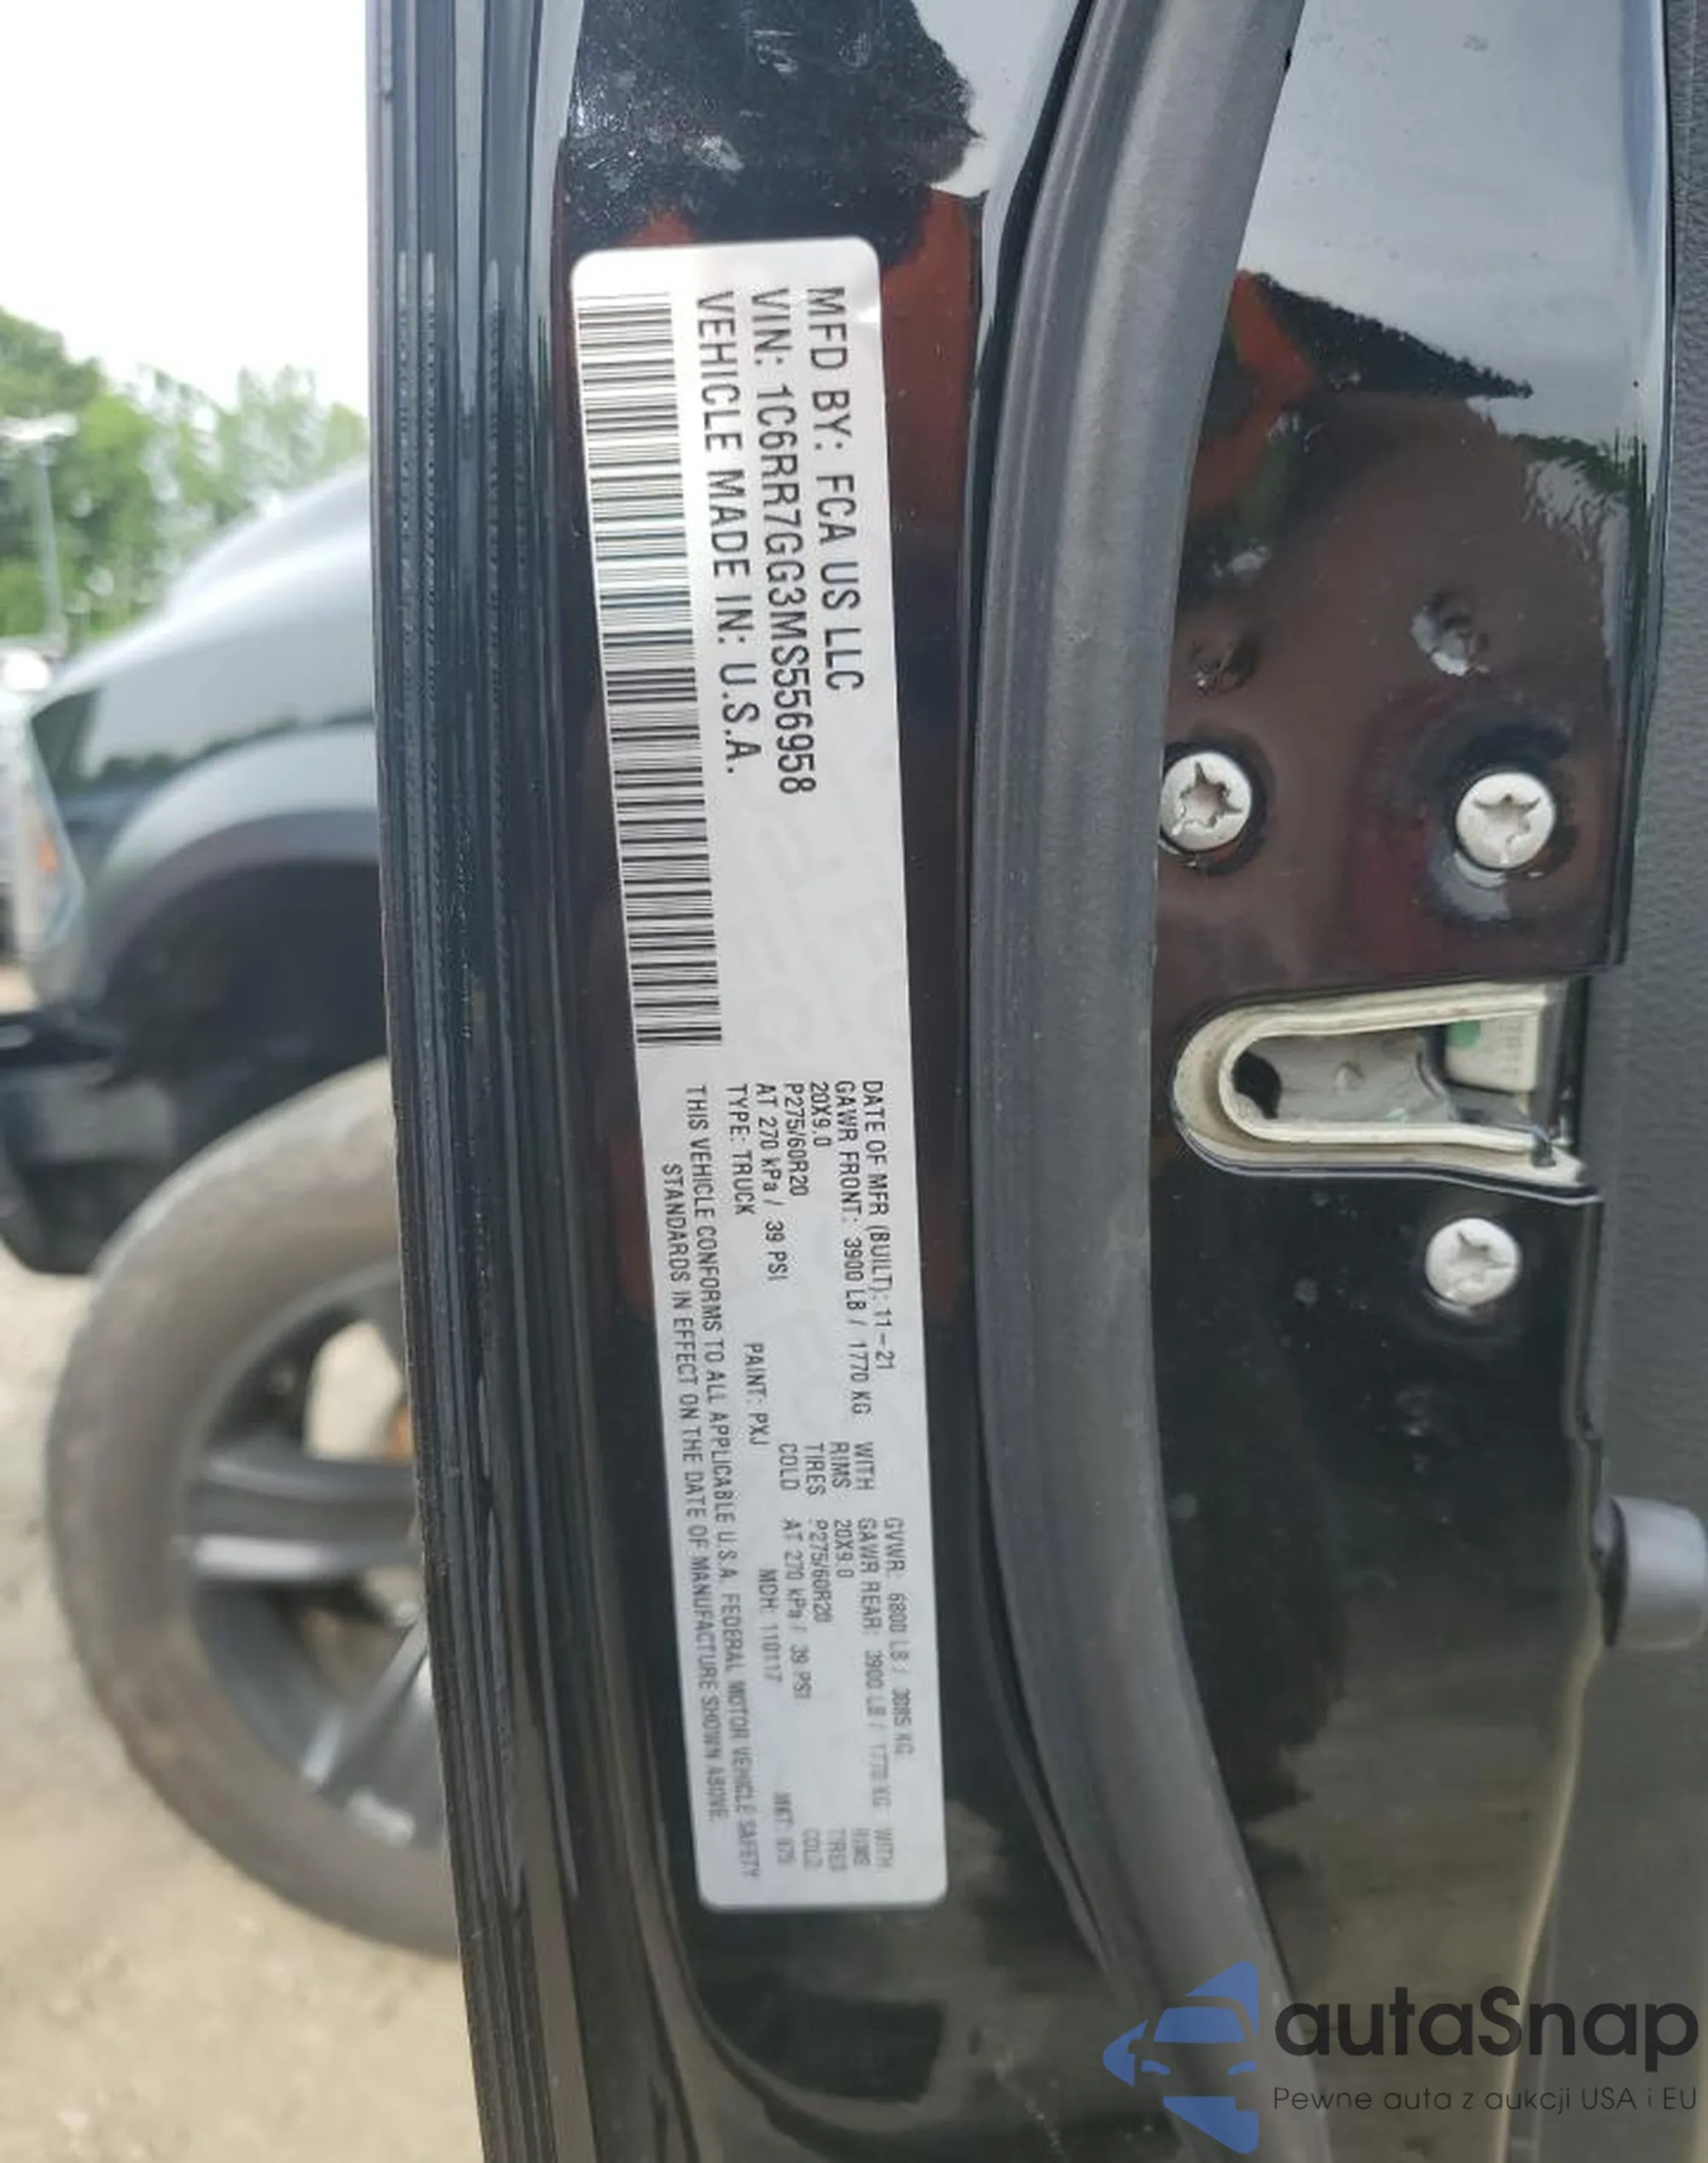 MFD BY: FCA US LLC
VIN: 1C6RR7GG3MS556958
VEHICLE MADE IN: U.S.A.
DATE OF MFR (BUILT): 11-21
GAWR FRONT: 3900 LB / 1770 KG WITH
20X9.0 RIMS
P275/60R20 TIRES
AT 270 kPa / 39 PSI COLD
GVWR: 6800 LB / 3085 KG
GAWR REAR: 3900 LB / 1770 KG WITH
20X9.0 RIMS
P275/60R20 TIRES
AT 270 kPa / 39 PSI COLD
TYPE: TRUCK PAINT: PXJ MDH: 110117 MKT:
THIS VEHICLE CONFORMS TO ALL APPLICABLE U.S.A. FEDERAL MOTOR VEHICLE SAFETY
STANDARDS IN EFFECT ON THE DATE OF MANUFACTURE SHOWN ABOVE.
autaSnap
Pewne auta z aukcji USA i EU